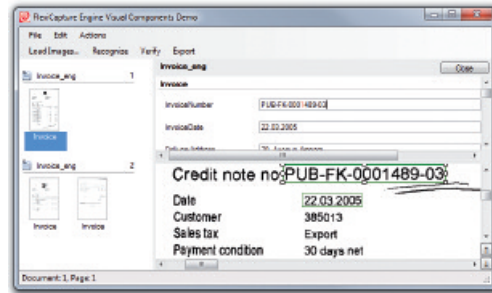 FlexiCapture Engine Visual Components Demo
File Edit Actions
Load Images... Recognize Verify Export
Invoice_eng 1
Invoice
Invoice_eng 2
Invoice Invoice
Invoice_eng
Close
Invoice
InvoiceNumber PUB-FK-0001489-03
InvoiceDate 22.03.2005
Credit note no PUB-FK-0001489-03
Date 22.03.2005
Customer 385013
Sales tax Export
Payment condition 30 days net
Document: 1, Page: 1